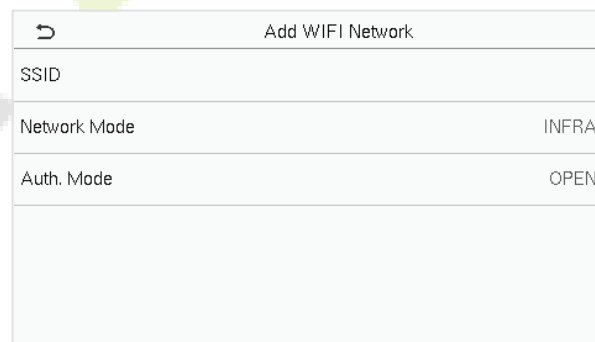 Add WIFI Network
SSID
Network Mode INFRA
Auth. Mode OPEN